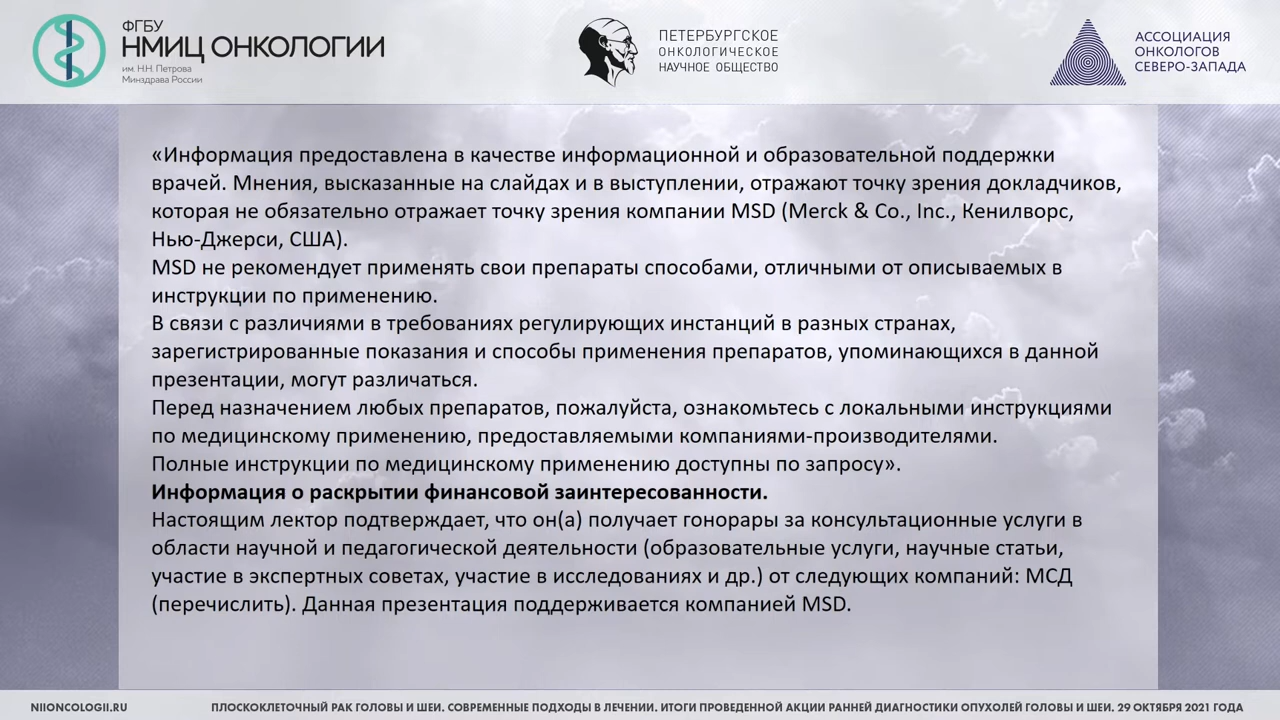 ФГБУ
НМИЦ ОНКОЛОГИИ
им. Н.Н. Петрова
Минздрава России
ПЕТЕРБУРГСКОЕ
ОНКОЛОГИЧЕСКОЕ
НАУЧНОЕ ОБЩЕСТВО
АССОЦИАЦИЯ
ОНКОЛОГОВ
СЕВЕРО-ЗАПАДА
«Информация предоставлена в качестве информационной и образовательной поддержки
врачей. Мнения, высказанные на слайдах и в выступлении, отражают точку зрения докладчиков,
которая не обязательно отражает точку зрения компании MSD (Merck & Co., Inc., Кенилворс,
Нью-Джерси, США).
MSD не рекомендует применять свои препараты способами, отличными от описываемых в
инструкции по применению.
В связи с различиями в требованиях регулирующих инстанций в разных странах,
зарегистрированные показания и способы применения препаратов, упоминающихся в данной
презентации, могут различаться.
Перед назначением любых препаратов, пожалуйста, ознакомьтесь с локальными инструкциями
по медицинскому применению, предоставляемыми компаниями-производителями.
Полные инструкции по медицинскому применению доступны по запросу».
Информация о раскрытии финансовой заинтересованности.
Настоящим лектор подтверждает, что он(а) получает гонорары за консультационные услуги в
области научной и педагогической деятельности (образовательные услуги, научные статьи,
участие в экспертных советах, участие в исследованиях и др.) от следующих компаний: МСД
(перечислить). Данная презентация поддерживается компанией MSD.
NIIONCOLOGII.RU
ПЛОСКОКЛЕТОЧНЫЙ РАК ГОЛОВЫ И ШЕИ. СОВРЕМЕННЫЕ ПОДХОДЫ В ЛЕЧЕНИИ. ИТОГИ ПРОВЕДЕННОЙ АКЦИИ РАННЕЙ ДИАГНОСТИКИ ОПУХОЛЕЙ ГОЛОВЫ И ШЕИ. 29 ОКТЯБРЯ 2021 ГОДА